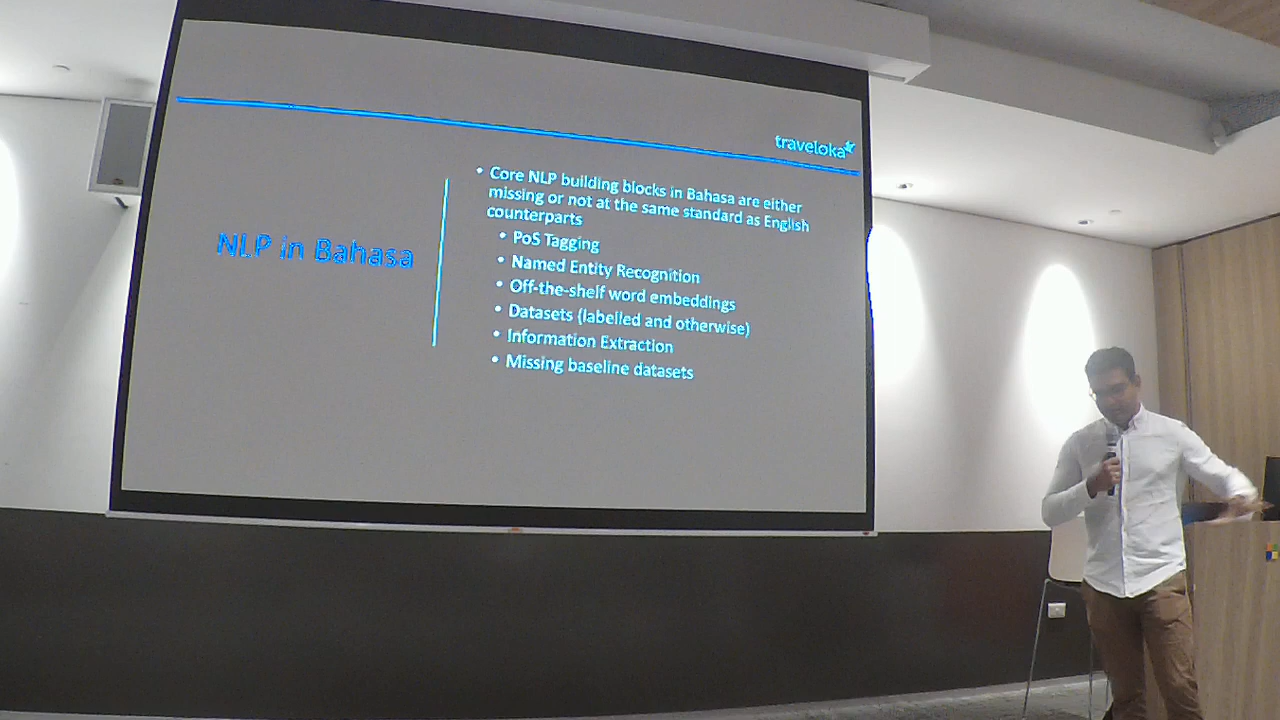 traveloka
NLP in Bahasa
• Core NLP building blocks in Bahasa are either
missing or not at the same standard as English
counterparts
• PoS Tagging
• Named Entity Recognition
• Off-the-shelf word embeddings
• Datasets (labelled and otherwise)
• Information Extraction
• Missing baseline datasets